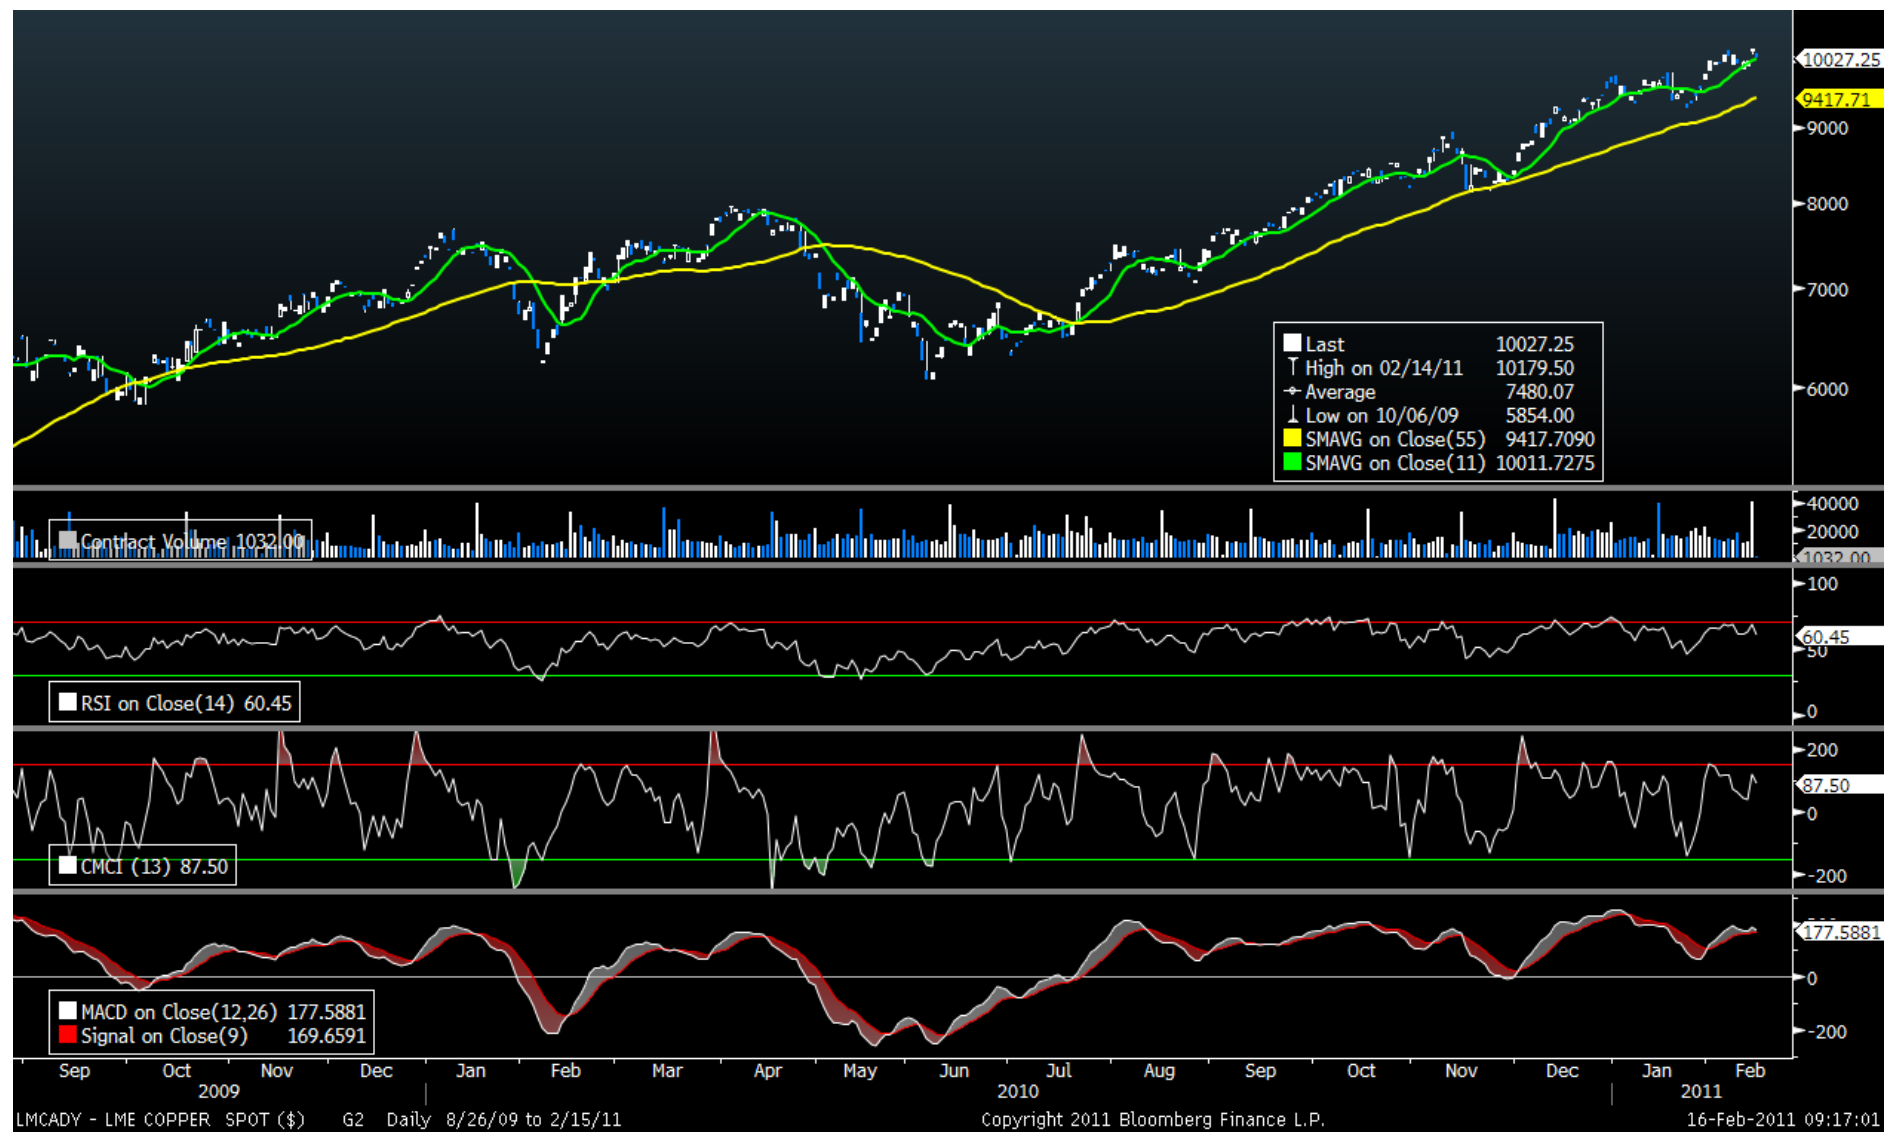 10027.25
9417.71
9000
8000
7000
6000
Last 10027.25
High on 02/14/11 10179.50
Average 7480.07
Low on 10/06/09 5854.00
SMAVG on Close(55) 9417.7090
SMAVG on Close(11) 10011.7275
40000
20000
1032.00
Contract Volume 1032.00
100
60.45
50
0
RSI on Close(14) 60.45
200
87.50
0
-200
CMCI (13) 87.50
177.5881
0
-200
MACD on Close(12,26) 177.5881
Signal on Close(9) 169.6591
Sep Oct Nov Dec Jan Feb Mar Apr May Jun Jul Aug Sep Oct Nov Dec Jan Feb
2009 2010 2011
LMCADY - LME COPPER SPOT ($) G2 Daily 8/26/09 to 2/15/11 Copyright 2011 Bloomberg Finance L.P. 16-Feb-2011 09:17:01